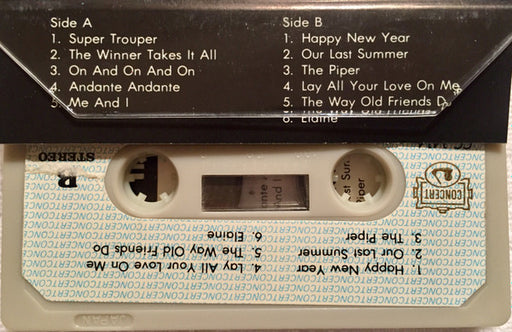 Side A
1. Super Trouper
2. The Winner Takes It All
3. On And On And On
4. Andante Andante
5. Me And I
Side B
1. Happy New Year
2. Our Last Summer
3. The Piper
4. Lay All Your Love On Me
5. The Way Old Friends Do
6. Elaine
B
STEREO
CONCERT
1. Happy New Year
2. Our Last Summer
3. The Piper
4. Lay All Your Love On Me
5. The Way Old Friends Do
6. Elaine
JAPAN